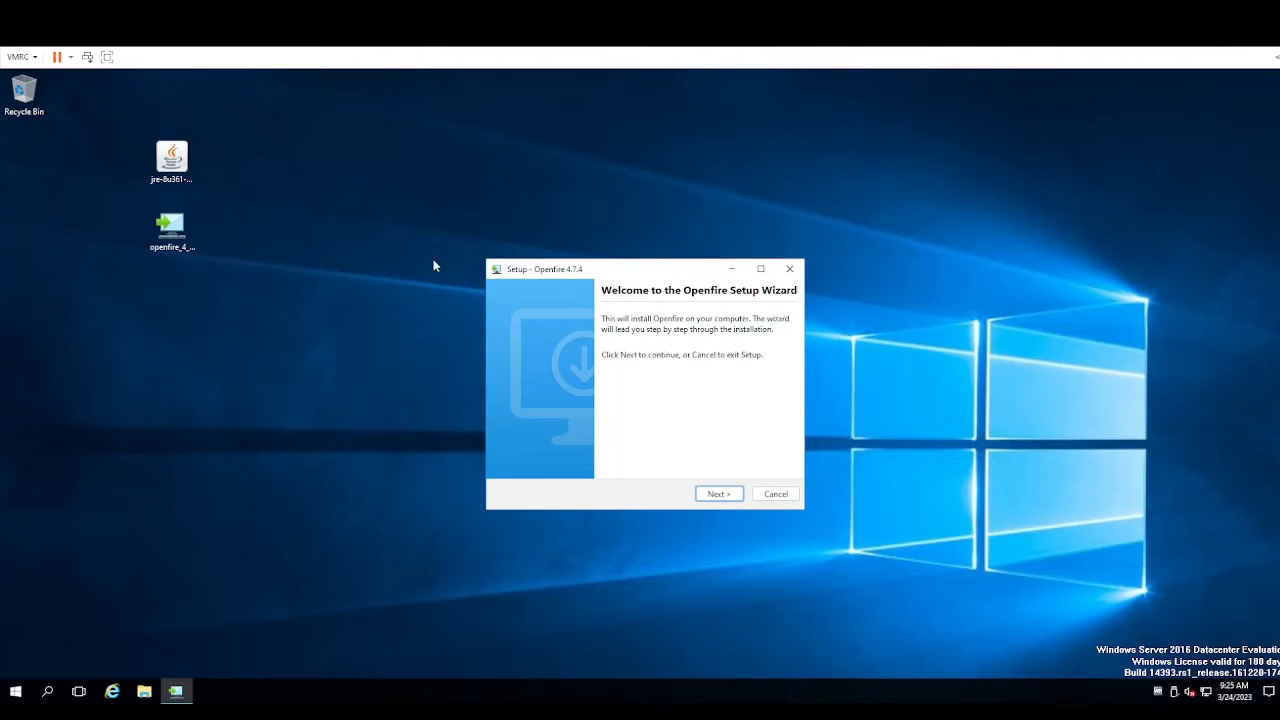 VMRC
Recycle Bin
jre-8u361-...
openfire_4_...
Setup - Openfire 4.7.4
Welcome to the Openfire Setup Wizard
This will install Openfire on your computer. The wizard
will lead you step by step through the installation.
Click Next to continue, or Cancel to exit Setup.
Next >
Cancel
Windows Server 2016 Datacenter Evaluatio
Windows License valid for 180 day
Build 14393.rs1_release.161220-174
9:25 AM
3/24/2023